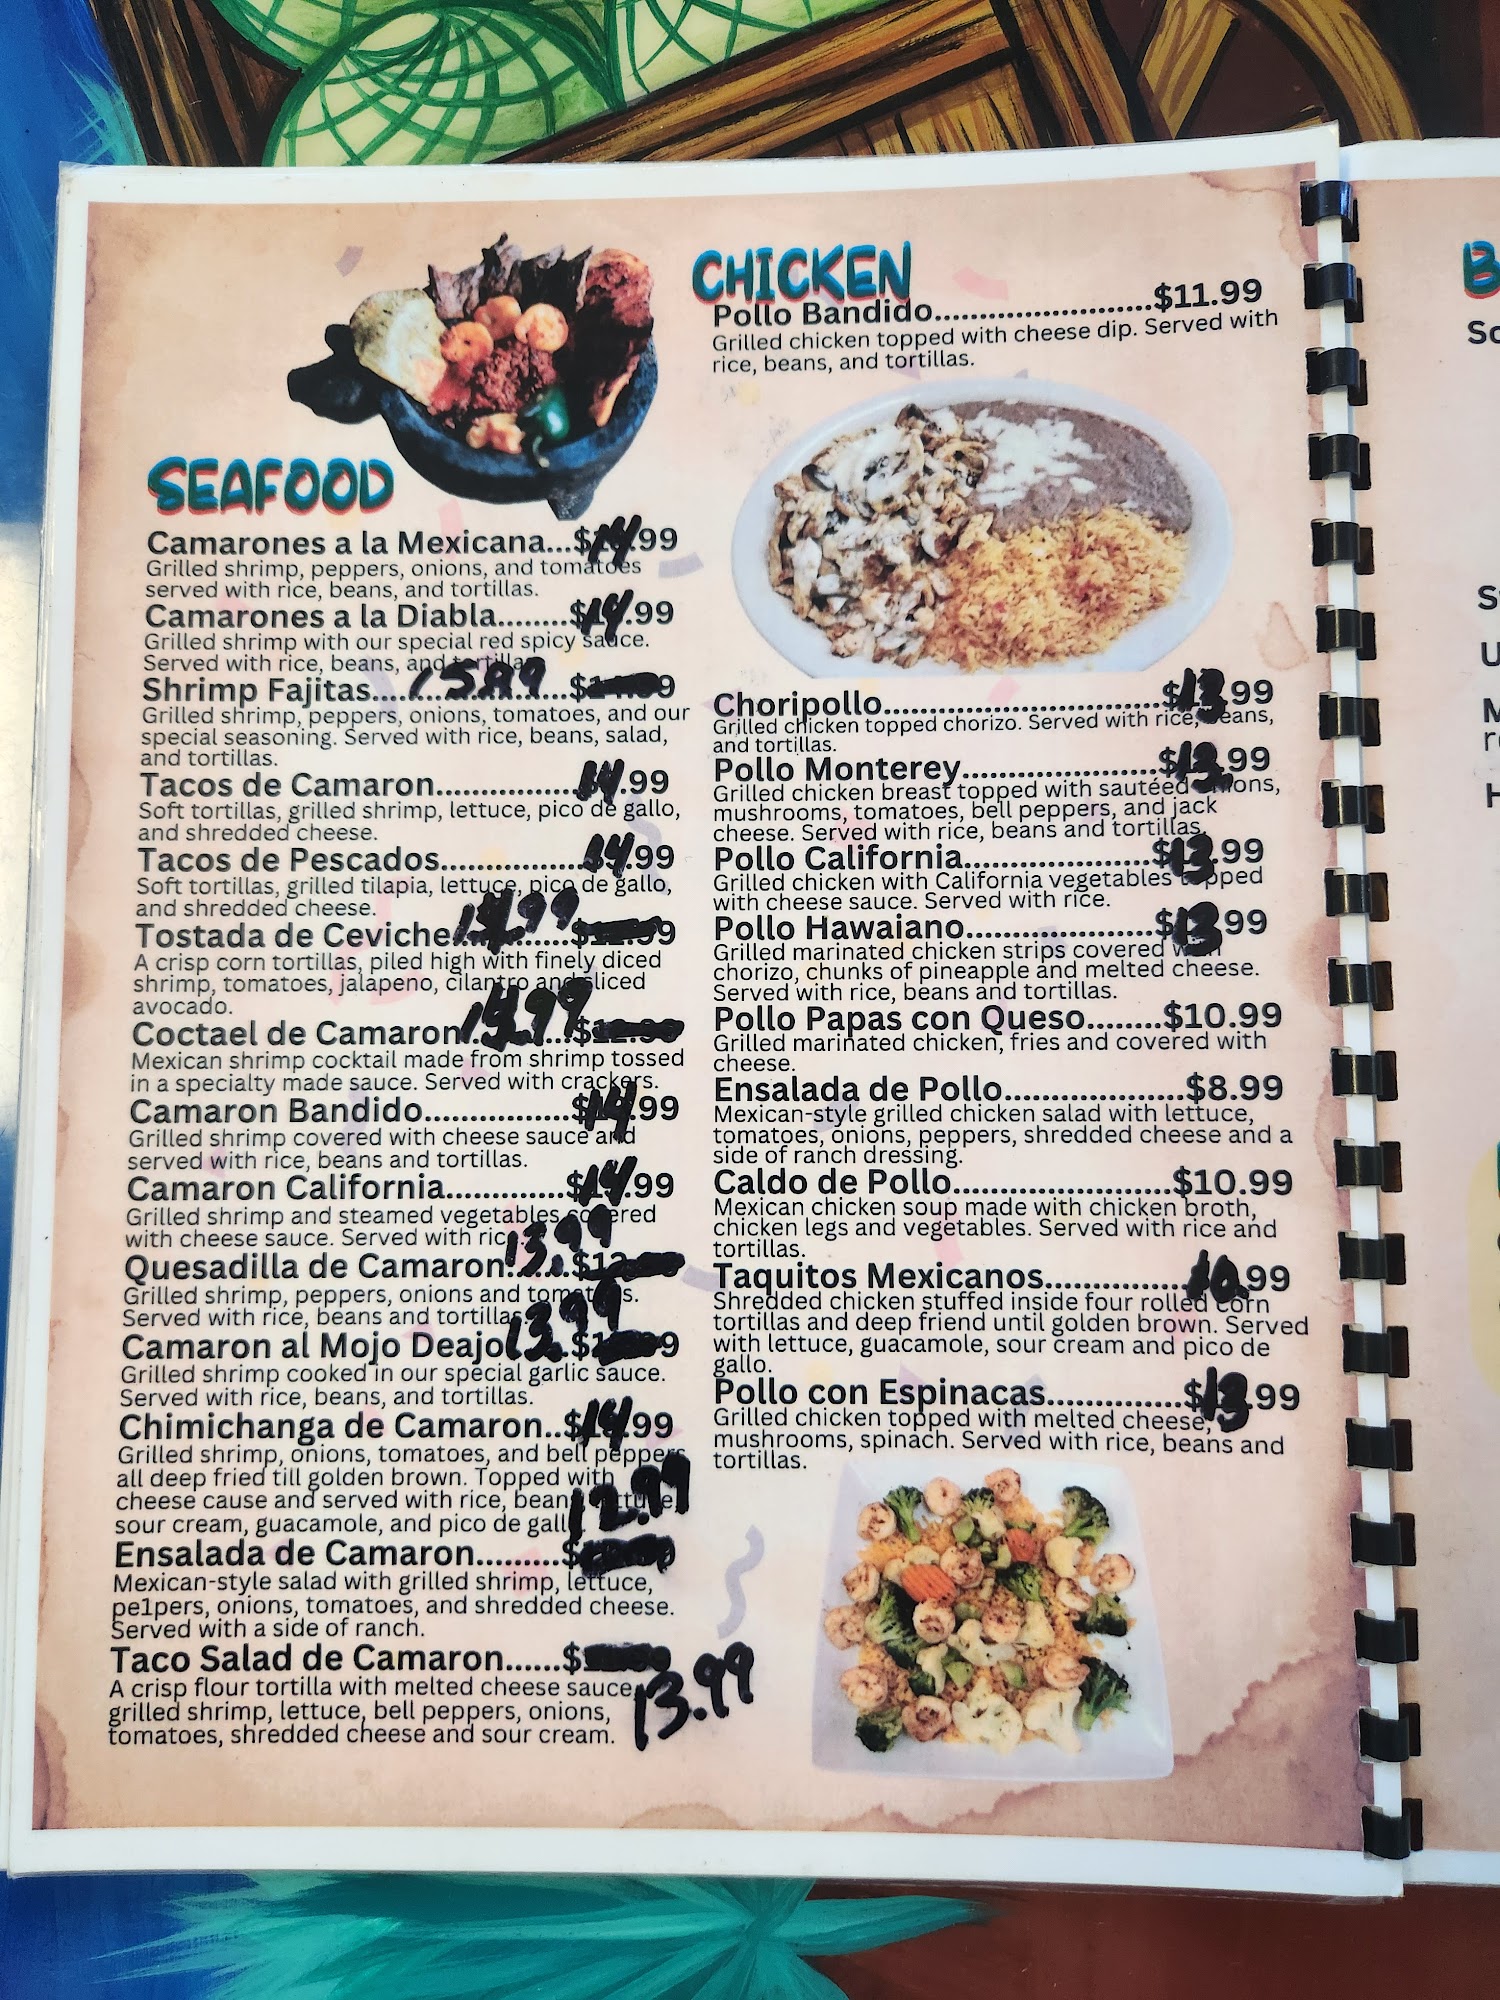 SEAFOOD
Camarones a la Mexicana...$14.99
Grilled shrimp, peppers, onions, and tomatoes
served with rice, beans, and tortillas.
Camarones a la Diabla........$14.99
Grilled shrimp with our special red spicy sauce.
Served with rice, beans, and tortillas.
Shrimp Fajitas.... 15.99 ....$
Grilled shrimp, peppers, onions, tomatoes, and our
special seasoning. Served with rice, beans, salad,
and tortillas.
Tacos de Camaron...............14.99
Soft tortillas, grilled shrimp, lettuce, pico de gallo,
and shredded cheese.
Tacos de Pescados...............14.99
Soft tortillas, grilled tilapia, lettuce, pico de gallo,
and shredded cheese.
Tostada de Ceviche 14.99 ......$
A crisp corn tortillas, piled high with finely diced
shrimp, tomatoes, jalapeno, cilantro and sliced
avocado.
Coctael de Camaron 14.99 ...$
Mexican shrimp cocktail made from shrimp tossed
in a specialty made sauce. Served with crackers.
Camaron Bandido...............$14.99
Grilled shrimp covered with cheese sauce and
served with rice, beans and tortillas.
Camaron California............$14.99
Grilled shrimp and steamed vegetables covered
with cheese sauce. Served with rice.
Quesadilla de Camaron 13.99 ...$
Grilled shrimp, peppers, onions and tomatoes.
Served with rice, beans and tortillas
Camaron al Mojo Deajo 13.99 .$
Grilled shrimp cooked in our special garlic sauce.
Served with rice, beans, and tortillas.
Chimichanga de Camaron..$14.99
Grilled shrimp, onions, tomatoes, and bell peppers
all deep fried till golden brown. Topped with
cheese cause and served with rice, beans, lettuce,
sour cream, guacamole, and pico de gallo.
12.99
Ensalada de Camaron.........$
Mexican-style salad with grilled shrimp, lettuce,
pe1pers, onions, tomatoes, and shredded cheese.
Served with a side of ranch.
Taco Salad de Camaron......$
A crisp flour tortilla with melted cheese sauce,
grilled shrimp, lettuce, bell peppers, onions,
tomatoes, shredded cheese and sour cream.
13.99
CHICKEN
Pollo Bandido........................$11.99
Grilled chicken topped with cheese dip. Served with
rice, beans, and tortillas.
Choripollo..............................$13.99
Grilled chicken topped chorizo. Served with rice, beans,
and tortillas.
Pollo Monterey.....................$13.99
Grilled chicken breast topped with sautéed onions,
mushrooms, tomatoes, bell peppers, and jack
cheese. Served with rice, beans and tortillas.
Pollo California....................$13.99
Grilled chicken with California vegetables topped
with cheese sauce. Served with rice.
Pollo Hawaiano....................$13.99
Grilled marinated chicken strips covered with
chorizo, chunks of pineapple and melted cheese.
Served with rice, beans and tortillas.
Pollo Papas con Queso........$10.99
Grilled marinated chicken, fries and covered with
cheese.
Ensalada de Pollo...................$8.99
Mexican-style grilled chicken salad with lettuce,
tomatoes, onions, peppers, shredded cheese and a
side of ranch dressing.
Caldo de Pollo.......................$10.99
Mexican chicken soup made with chicken broth,
chicken legs and vegetables. Served with rice and
tortillas.
Taquitos Mexicanos...............10.99
Shredded chicken stuffed inside four rolled corn
tortillas and deep friend until golden brown. Served
with lettuce, guacamole, sour cream and pico de
gallo.
Pollo con Espinacas..............$13.99
Grilled chicken topped with melted cheese,
mushrooms, spinach. Served with rice, beans and
tortillas.